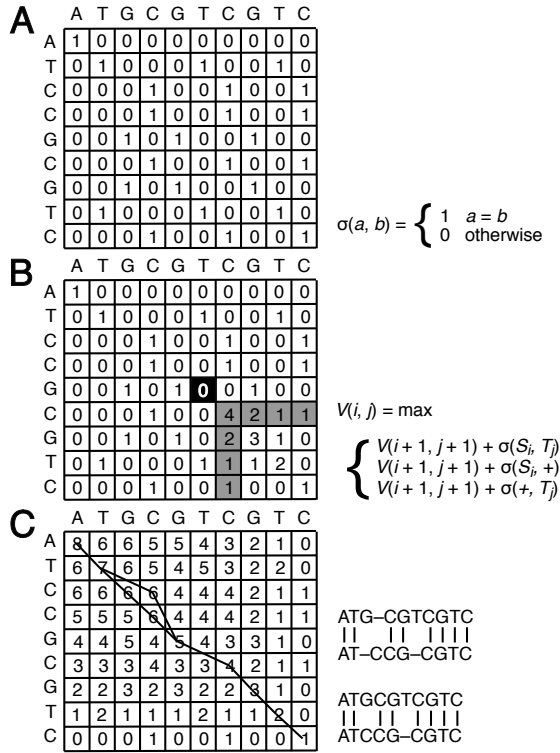 A
A T G C G T C G T C
A 1 0 0 0 0 0 0 0 0 0
T 0 1 0 0 0 1 0 0 1 0
C 0 0 0 1 0 0 1 0 0 1
C 0 0 0 1 0 0 1 0 0 1
G 0 0 1 0 1 0 0 1 0 0
C 0 0 0 1 0 0 1 0 0 1
G 0 0 1 0 1 0 0 1 0 0
T 0 1 0 0 0 1 0 0 1 0
C 0 0 0 1 0 0 1 0 0 1
σ(a, b) = { 1 a = b
0 otherwise
B
A T G C G T C G T C
A 1 0 0 0 0 0 0 0 0 0
T 0 1 0 0 0 1 0 0 1 0
C 0 0 0 1 0 0 1 0 0 1
C 0 0 0 1 0 0 1 0 0 1
G 0 0 1 0 1 0 0 1 0 0
C 0 0 0 1 0 0 4 2 1 1
G 0 0 1 0 1 0 2 3 1 0
T 0 1 0 0 0 1 1 1 2 0
C 0 0 0 1 0 0 1 0 0 1
V(i, j) = max
{ V(i + 1, j + 1) + σ(Si, Tj)
V(i + 1, j + 1) + σ(Si, +)
V(i + 1, j + 1) + σ(+, Tj)
C
A T G C G T C G T C
A 8 6 6 5 5 4 3 2 1 0
T 6 7 6 5 4 5 3 2 2 0
C 6 6 6 6 4 4 4 2 1 1
C 5 5 5 6 4 4 4 2 1 1
G 4 4 5 4 5 4 3 3 1 0
C 3 3 3 4 3 3 4 2 1 1
G 2 2 3 2 3 2 2 3 1 0
T 1 2 1 1 1 2 1 1 2 0
C 0 0 0 1 0 0 1 0 0 1
ATG–CGTCGTC
AT–CCG–CGTC
ATGCGTCGTC
ATCCG–CGTC